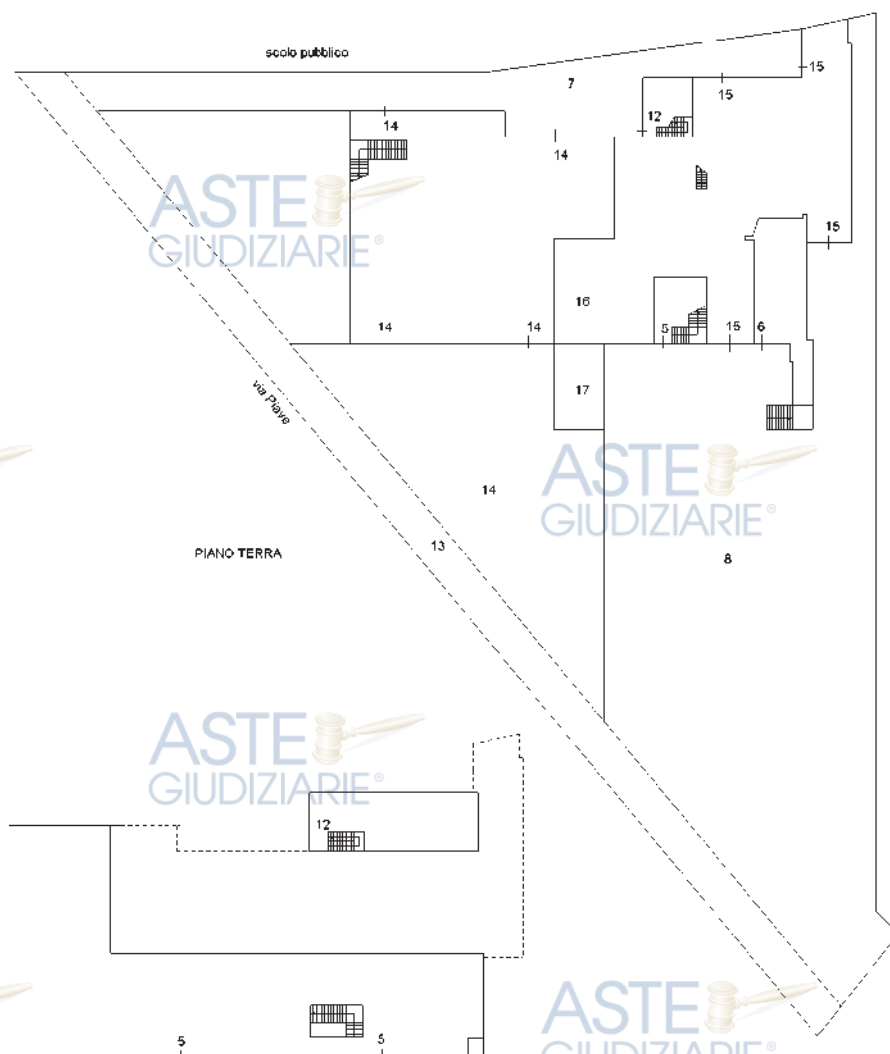 scolo pubblico
7
15
15
12
14
14
ASTE
GIUDIZIARIE®
15
16
14
14
5
15
6
via Piave
17
ASTE
GIUDIZIARIE®
14
13
PIANO TERRA
8
ASTE
GIUDIZIARIE®
12
ASTE
GIUDIZIARIE®
5
5